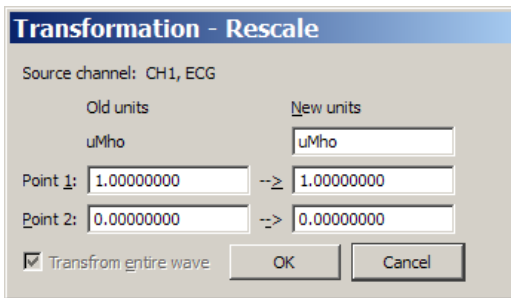 Transformation - Rescale
Source channel: CH1, ECG
Old units New units
uMho uMho
Point 1: 1.00000000 --> 1.00000000
Point 2: 0.00000000 --> 0.00000000
Transfrom entire wave OK Cancel